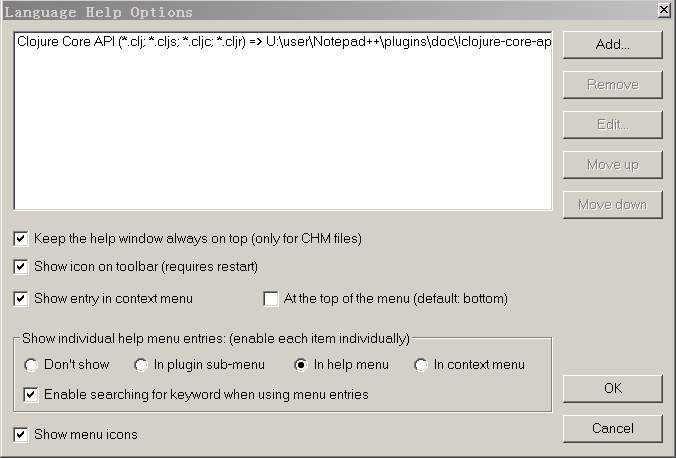 Language Help Options
Clojure Core API (*.clj; *.cljs; *.cljc; *.cljr) => U:\user\Notepad++\plugins\doc\!clojure-core-ap
Add...
Remove
Edit...
Move up
Move down
Keep the help window always on top (only for CHM files)
Show icon on toolbar (requires restart)
Show entry in context menu
At the top of the menu (default: bottom)
Show individual help menu entries: (enable each item individually)
Don't show
In plugin sub-menu
In help menu
In context menu
Enable searching for keyword when using menu entries
Show menu icons
OK
Cancel